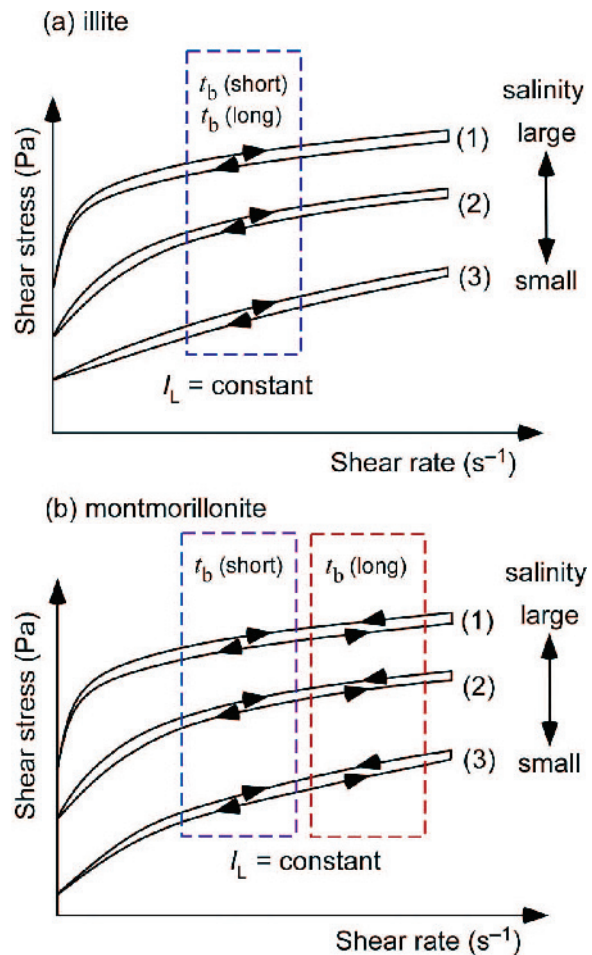 (a) illite
t_b (short)
t_b (long)
salinity
large
small
(1)
(2)
(3)
I_L = constant
Shear stress (Pa)
Shear rate (s⁻¹)
(b) montmorillonite
t_b (short)
t_b (long)
salinity
large
small
(1)
(2)
(3)
I_L = constant
Shear stress (Pa)
Shear rate (s⁻¹)